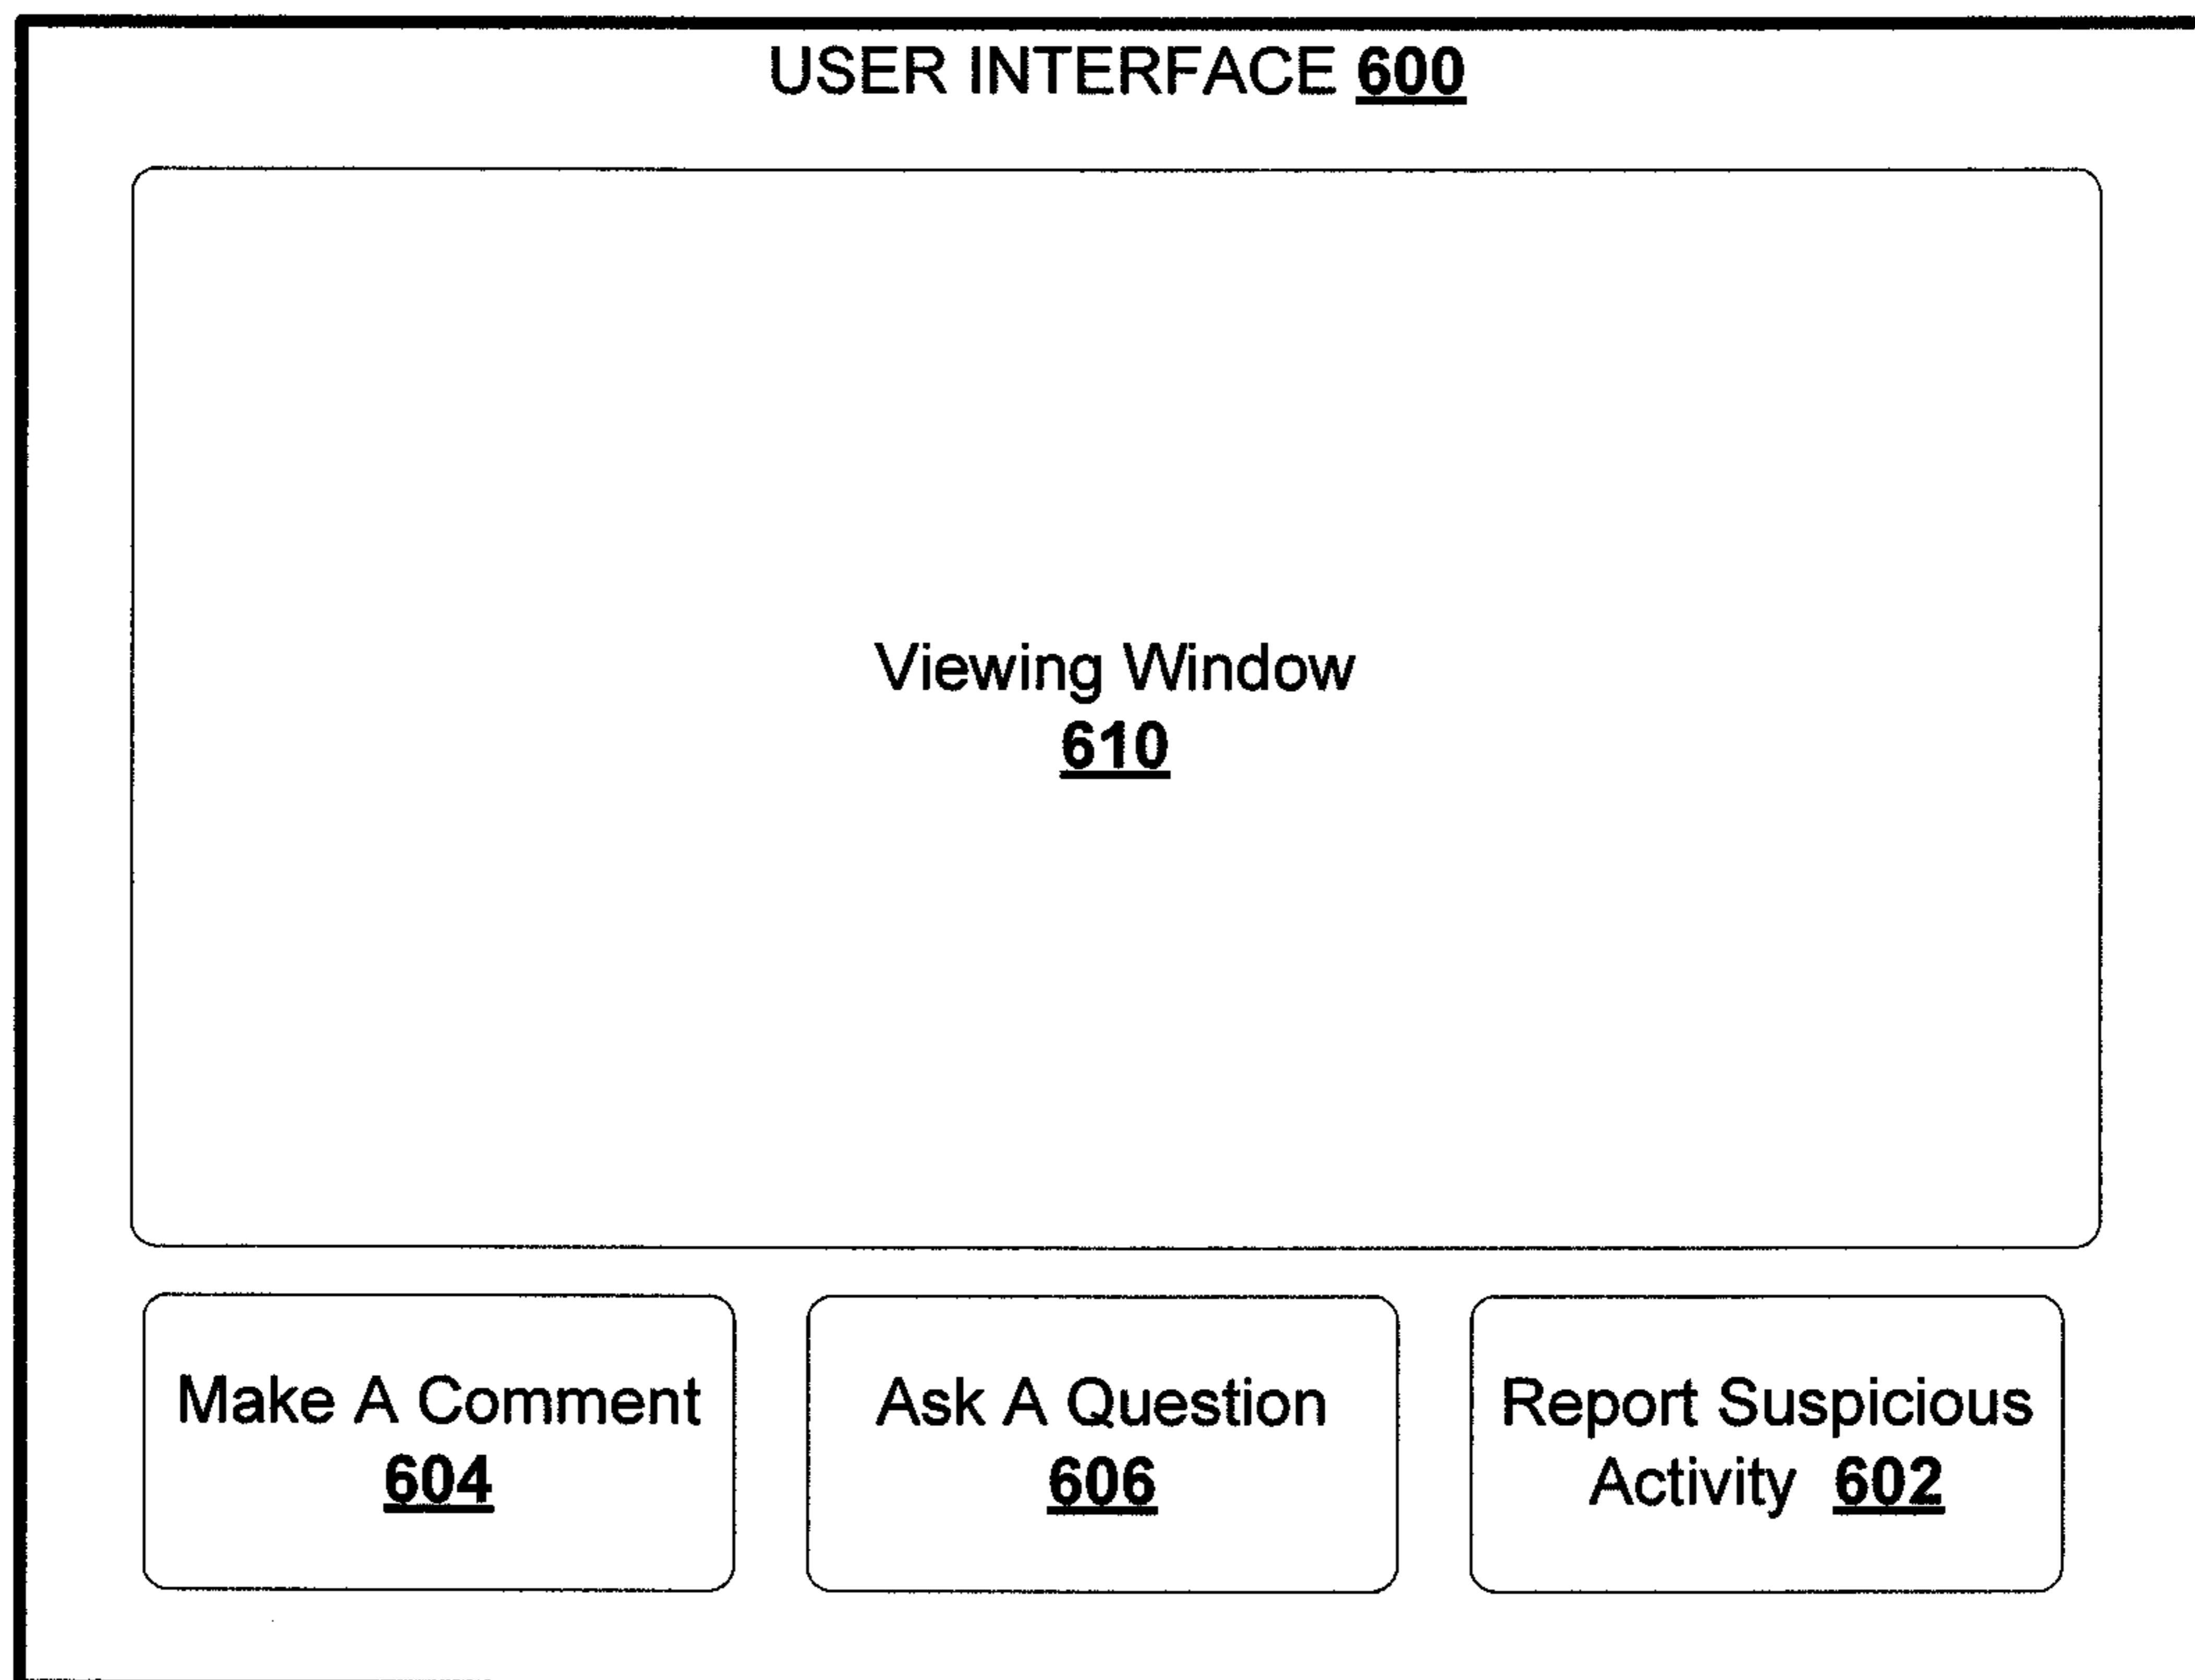 USER INTERFACE 600
Viewing Window
610
Make A Comment
604
Ask A Question
606
Report Suspicious
Activity 602